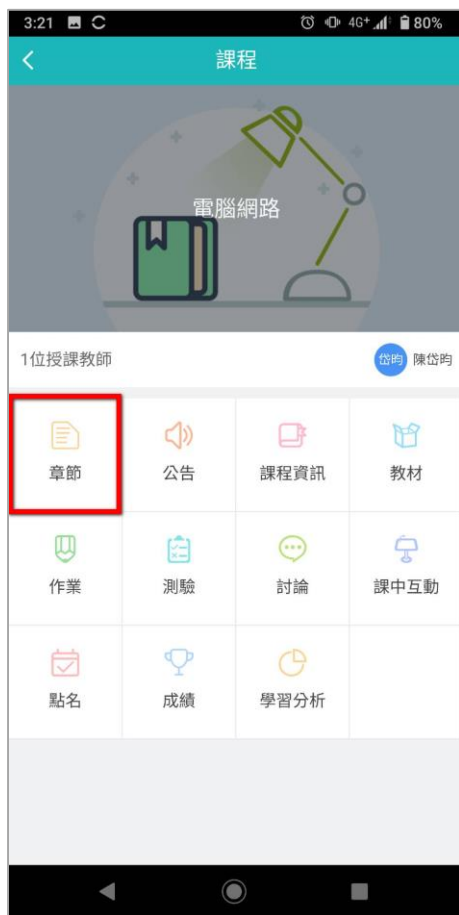 3:21 4G+ 80%
課程
電腦網路
1位授課教師 岱昀 陳岱昀
章節 公告 課程資訊 教材
作業 測驗 討論 課中互動
點名 成績 學習分析